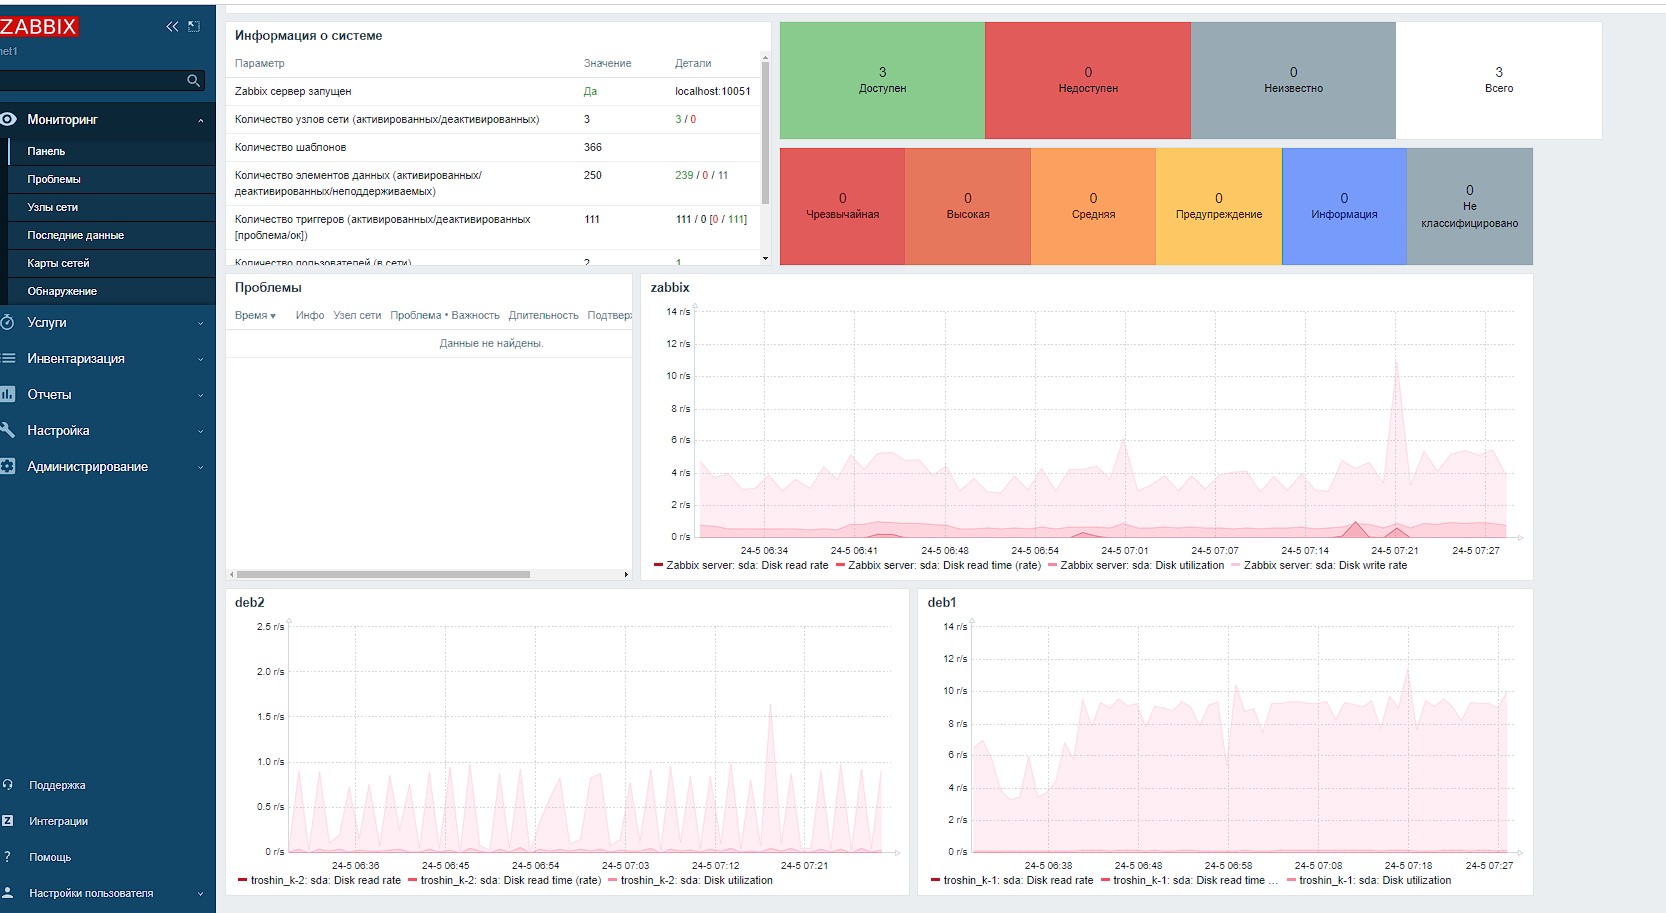 ZABBIX
net1
Мониторинг
Панель
Проблемы
Узлы сети
Последние данные
Карты сетей
Обнаружение
Услуги
Инвентаризация
Отчеты
Настройка
Администрирование
Поддержка
Z Интеграции
? Помощь
Настройки пользователя
Информация о системе
Параметр Значение Детали
Zabbix сервер запущен Да localhost:10051
Количество узлов сети (активированных/деактивированных) 3 3 / 0
Количество шаблонов 366
Количество элементов данных (активированных/ 250 239 / 0 / 11
деактивированных/неподдерживаемых)
Количество триггеров (активированных/деактивированных 111 111 / 0 [0 / 111]
[проблема/ок])
Количество пользователей (в сети) 2 1
3 0 0 3
Доступен Недоступен Неизвестно Всего
0 0 0 0 0 0
Чрезвычайная Высокая Средняя Предупреждение Информация Не
классифицировано
Проблемы
Время Инфо Узел сети Проблема • Важность Длительность Подтверж
Данные не найдены.
zabbix
14 r/s
12 r/s
10 r/s
8 r/s
6 r/s
4 r/s
2 r/s
0 r/s
24-5 06:34 24-5 06:41 24-5 06:48 24-5 06:54 24-5 07:01 24-5 07:07 24-5 07:14 24-5 07:21 24-5 07:27
Zabbix server: sda: Disk read rate Zabbix server: sda: Disk read time (rate) Zabbix server: sda: Disk utilization Zabbix server: sda: Disk write rate
deb2
2.5 r/s
2.0 r/s
1.5 r/s
1.0 r/s
0.5 r/s
0 r/s
24-5 06:36 24-5 06:45 24-5 06:54 24-5 07:03 24-5 07:12 24-5 07:21
troshin_k-2: sda: Disk read rate troshin_k-2: sda: Disk read time (rate) troshin_k-2: sda: Disk utilization
deb1
14 r/s
12 r/s
10 r/s
8 r/s
6 r/s
4 r/s
2 r/s
0 r/s
24-5 06:38 24-5 06:48 24-5 06:58 24-5 07:08 24-5 07:18 24-5 07:27
troshin_k-1: sda: Disk read rate troshin_k-1: sda: Disk read time ... troshin_k-1: sda: Disk utilization